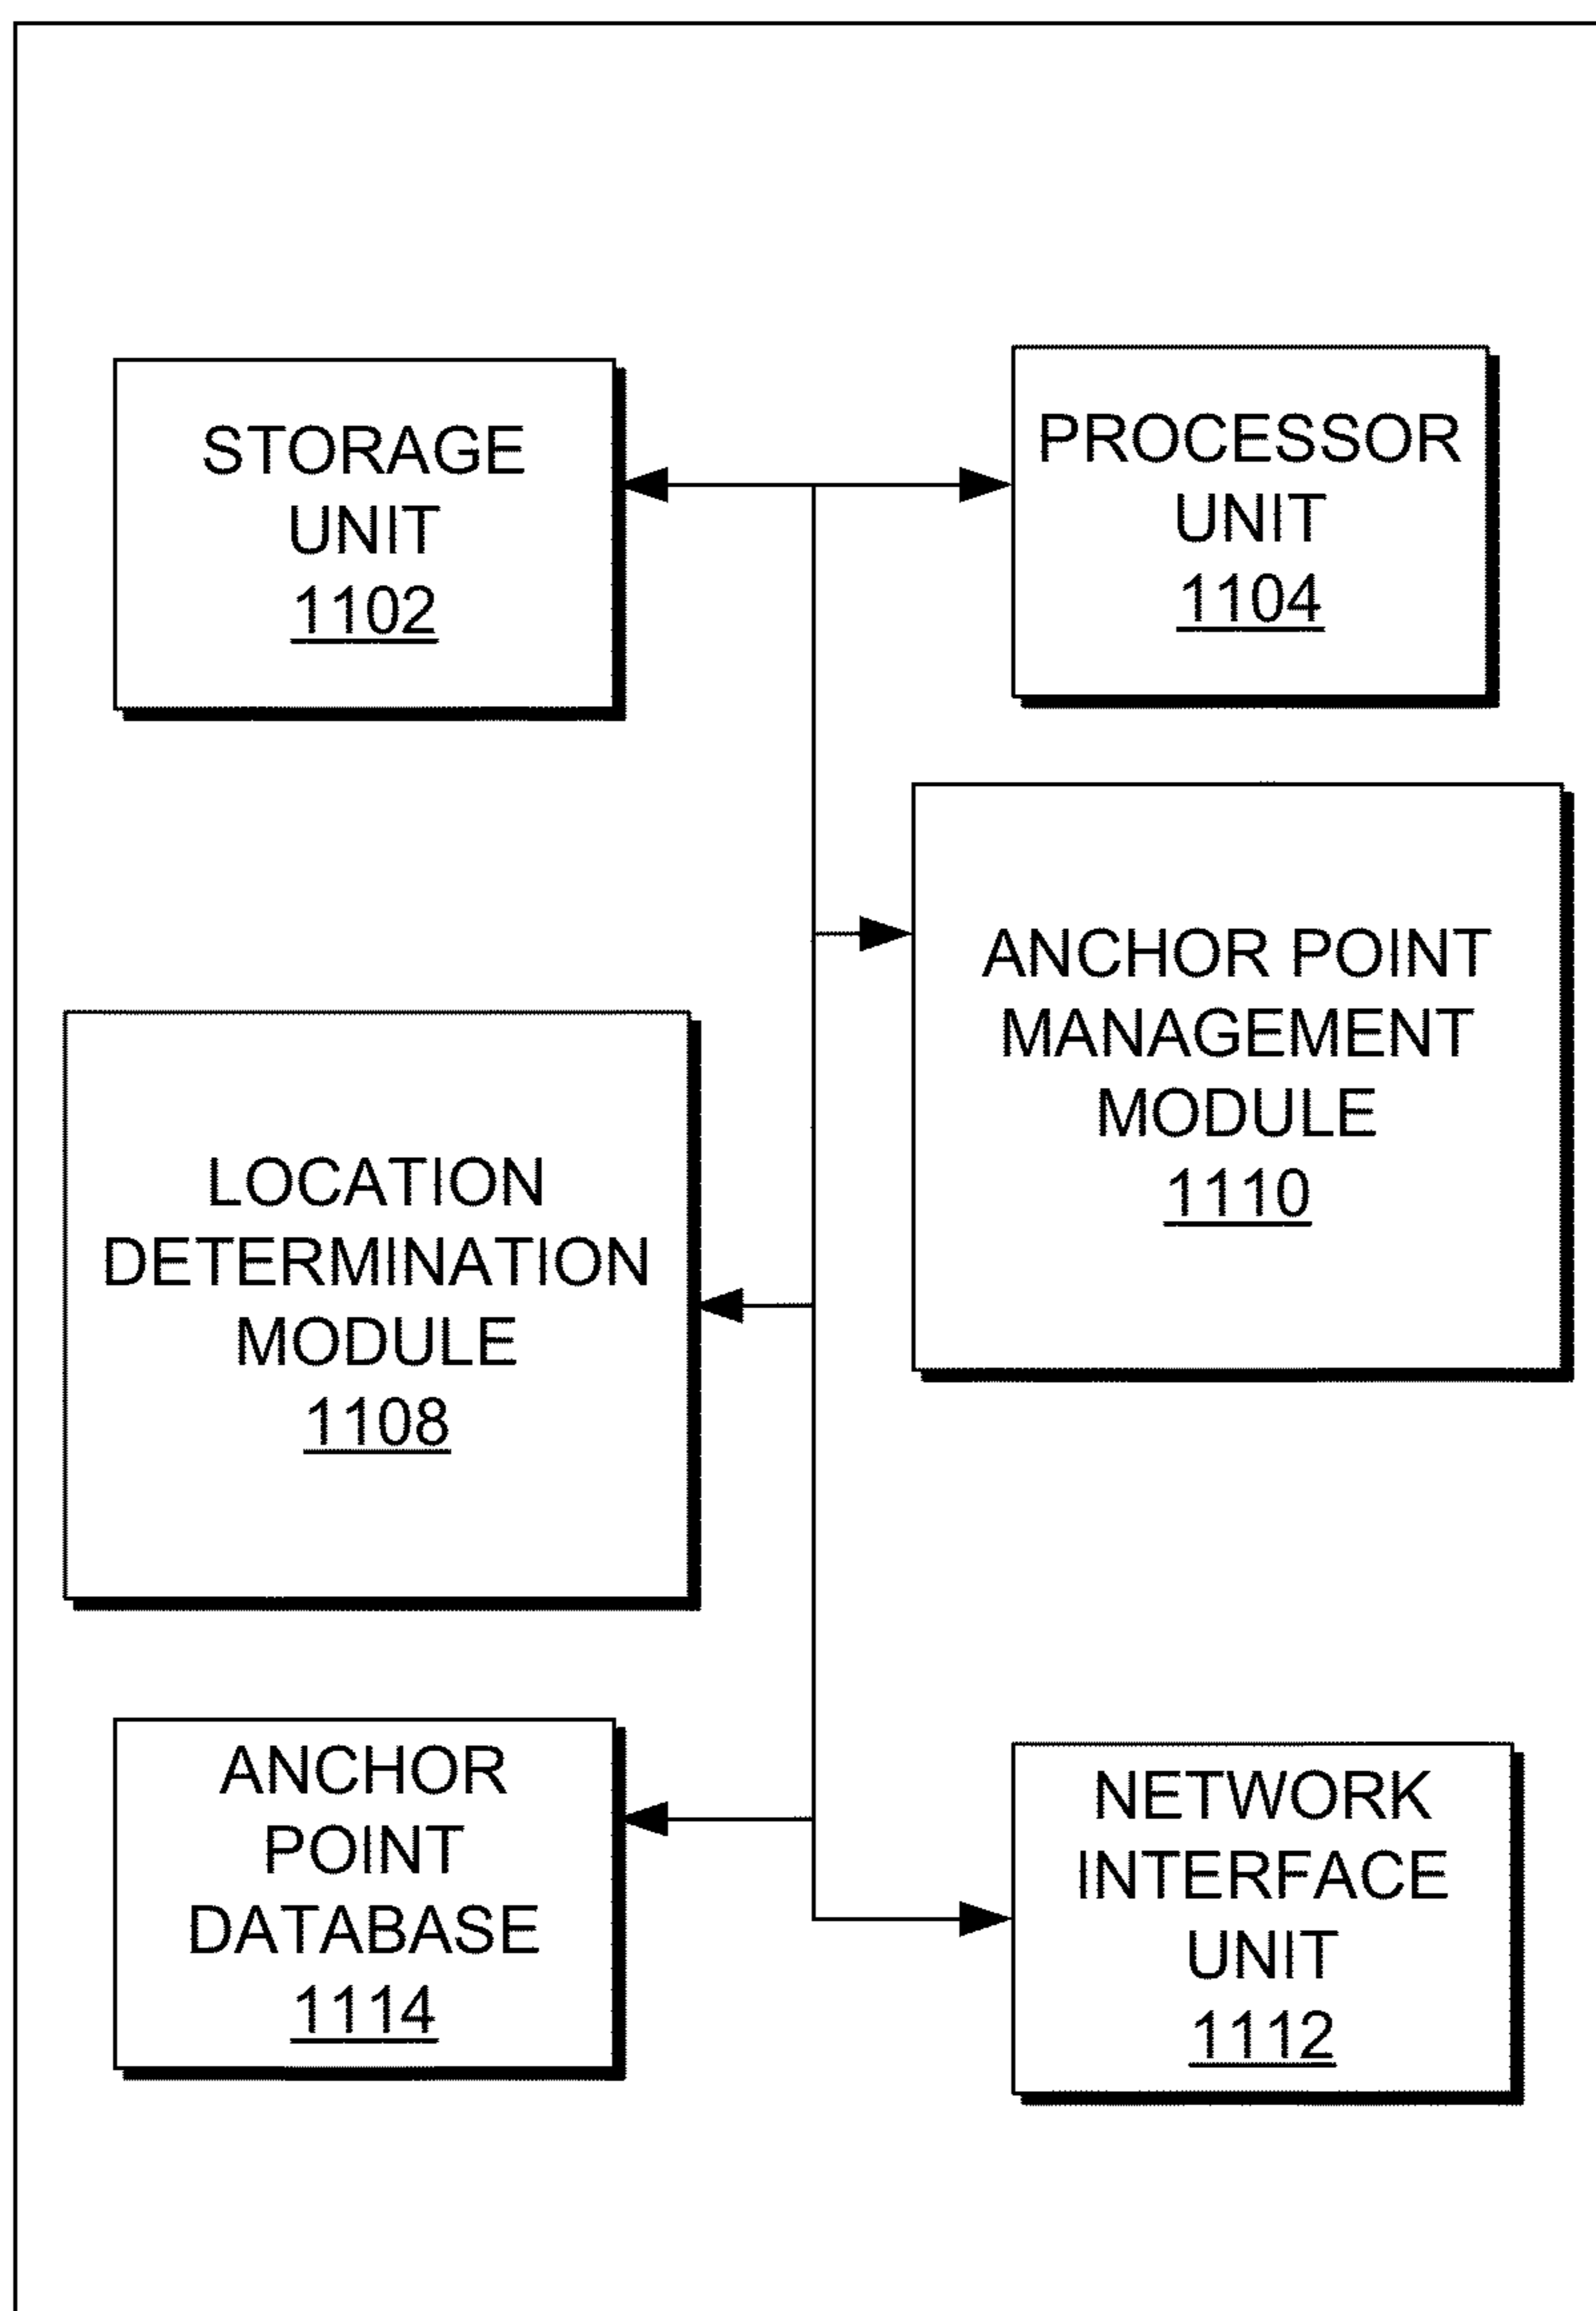 STORAGE
UNIT
1102
PROCESSOR
UNIT
1104
ANCHOR POINT
MANAGEMENT
MODULE
1110
LOCATION
DETERMINATION
MODULE
1108
ANCHOR
POINT
DATABASE
1114
NETWORK
INTERFACE
UNIT
1112